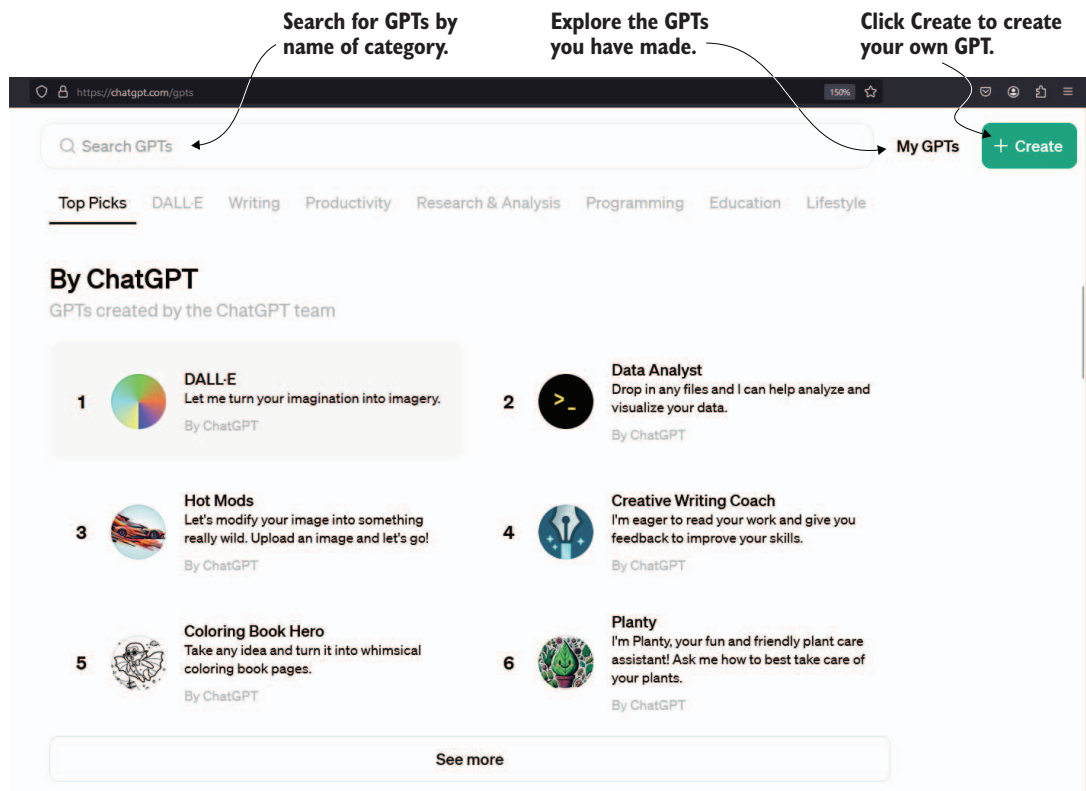 Search for GPTs by
name of category.
Explore the GPTs
you have made.
Click Create to create
your own GPT.
https://chatgpt.com/gpts
150%
Search GPTs
My GPTs
+ Create
Top Picks DALL·E Writing Productivity Research & Analysis Programming Education Lifestyle
By ChatGPT
GPTs created by the ChatGPT team
1
DALL·E
Let me turn your imagination into imagery.
By ChatGPT
2
>_
Data Analyst
Drop in any files and I can help analyze and
visualize your data.
By ChatGPT
3
Hot Mods
Let's modify your image into something
really wild. Upload an image and let's go!
By ChatGPT
4
Creative Writing Coach
I'm eager to read your work and give you
feedback to improve your skills.
By ChatGPT
5
Coloring Book Hero
Take any idea and turn it into whimsical
coloring book pages.
By ChatGPT
6
Planty
I'm Planty, your fun and friendly plant care
assistant! Ask me how to best take care of
your plants.
By ChatGPT
See more